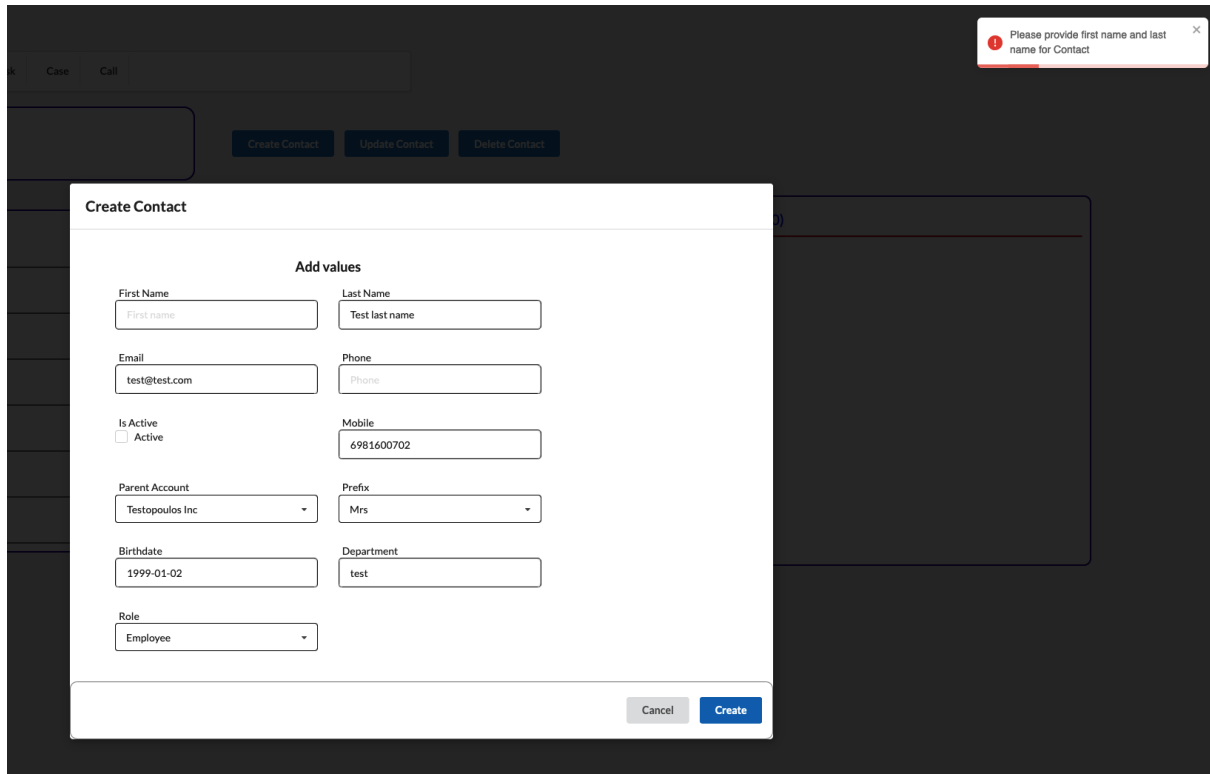 Please provide first name and last
name for Contact
sk Case Call
Create Contact Update Contact Delete Contact
Create Contact
0)
Add values
First Name Last Name
First name Test last name
Email Phone
test@test.com Phone
Is Active Mobile
Active 6981600702
Parent Account Prefix
Testopoulos Inc Mrs
Birthdate Department
1999-01-02 test
Role
Employee
Cancel Create